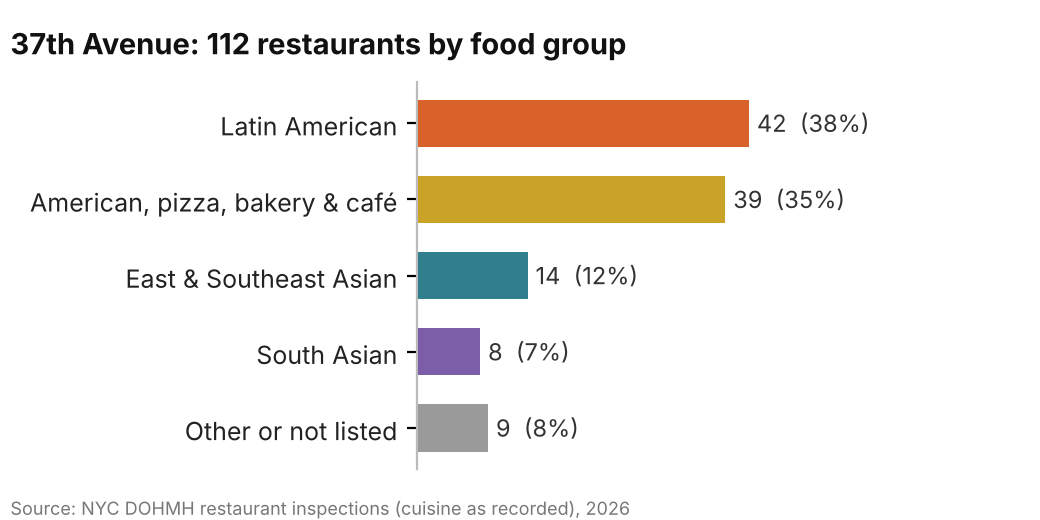 37th Avenue: 112 restaurants by food group
Latin American 42 (38%)
American, pizza, bakery & café 39 (35%)
East & Southeast Asian 14 (12%)
South Asian 8 (7%)
Other or not listed 9 (8%)
Source: NYC DOHMH restaurant inspections (cuisine as recorded), 2026